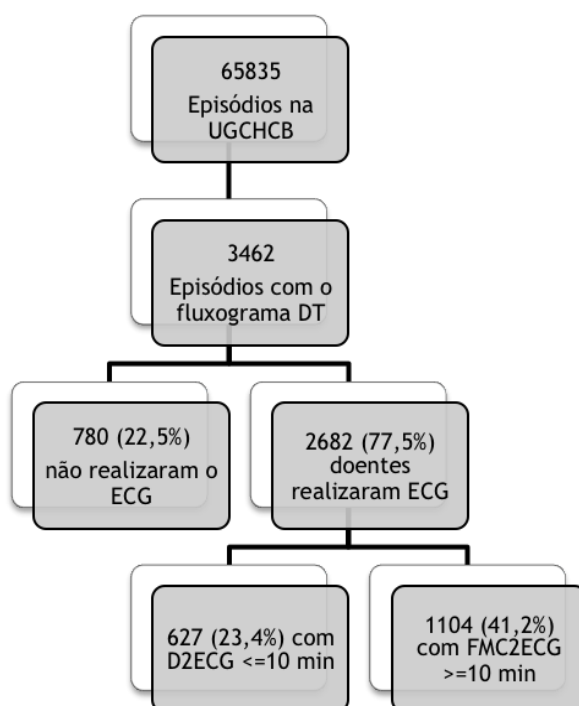 65835
Episódios na
UGCHCB
3462
Episódios com o
fluxograma DT
780 (22,5%)
não realizaram o
ECG
2682 (77,5%)
doentes
realizaram ECG
627 (23,4%) com
D2ECG <=10 min
1104 (41,2%)
com FMC2ECG
>=10 min